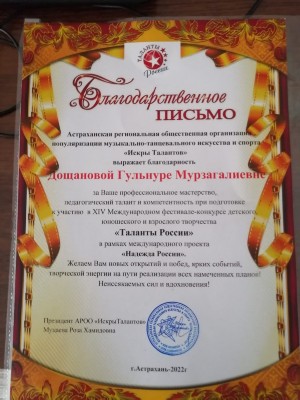 ТАЛАНТЫ
России
Благодарственное
ПИСЬМО
Астраханская региональная общественная организация
популяризации музыкально-танцевального искусства и спорта
«Искры Талантов»
выражает благодарность
Дощановой Гульнуре Мурзагалиевне
за Ваше профессиональное мастерство,
педагогический талант и компетентность при подготовке
к участию в XIV Международном фестивале-конкурсе детского,
юношеского и взрослого творчества
«Таланты России»
в рамках международного проекта
«Надежда России».
Желаем Вам новых открытий и побед, ярких событий,
творческой энергии на пути реализации всех намеченных планов!
Неиссякаемых сил и вдохновения!
Президент АРОО «ИскрыТалантов»
Роза Хамидовна
г.Астрахань-2022г